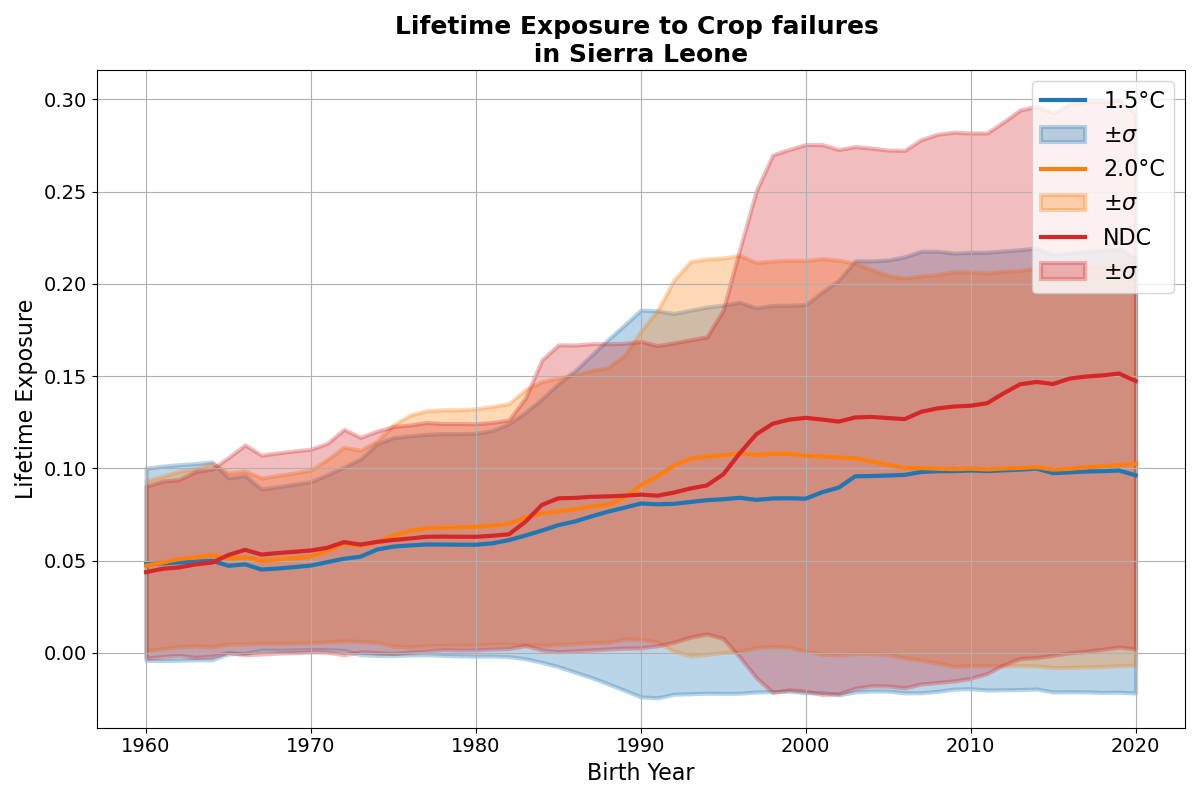 Lifetime Exposure to Crop failures
in Sierra Leone
Lifetime Exposure
0.30
0.25
0.20
0.15
0.10
0.05
0.00
1.5°C
±σ
2.0°C
±σ
NDC
±σ
1960
1970
1980
1990
2000
2010
2020
Birth Year